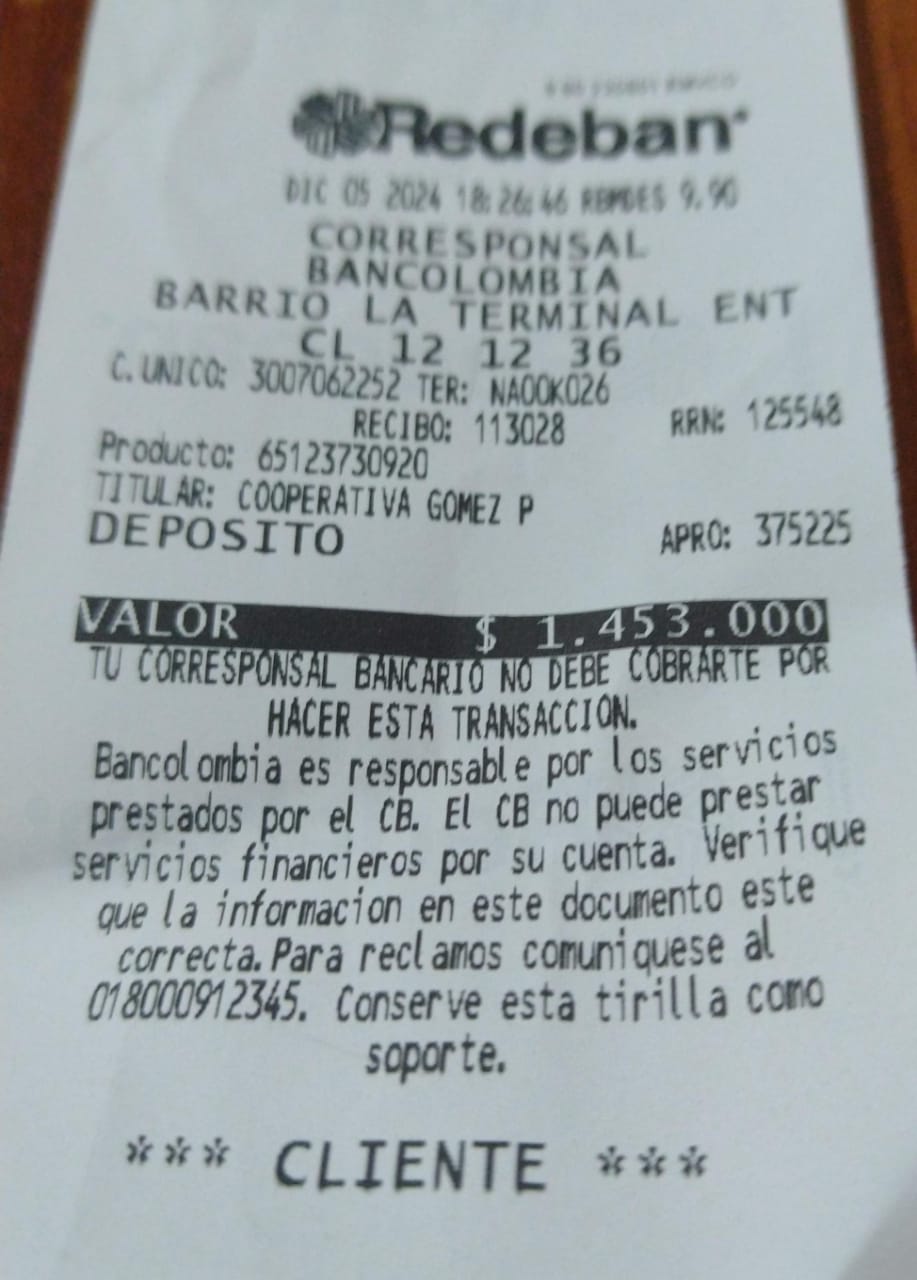 Redeban
DIC 05 2024 18:26:46 RBMDES 9.90
CORRESPONSAL
BANCOLOMBIA
BARRIO LA TERMINAL ENT
CL 12 12 36
C. UNICO: 3007062252 TER: NA00K026
RECIBO: 113028 RRN: 125548
Producto: 65123730920
TITULAR: COOPERATIVA GOMEZ P
DEPOSITO APRO: 375225
VALOR $ 1.453.000
TU CORRESPONSAL BANCARIO NO DEBE COBRARTE POR
HACER ESTA TRANSACCION.
Bancolombia es responsable por los servicios
prestados por el CB. El CB no puede prestar
servicios financieros por su cuenta. Verifique
que la informacion en este documento este
correcta. Para reclamos comuniquese al
018000912345. Conserve esta tirilla como
soporte.
*** CLIENTE ***